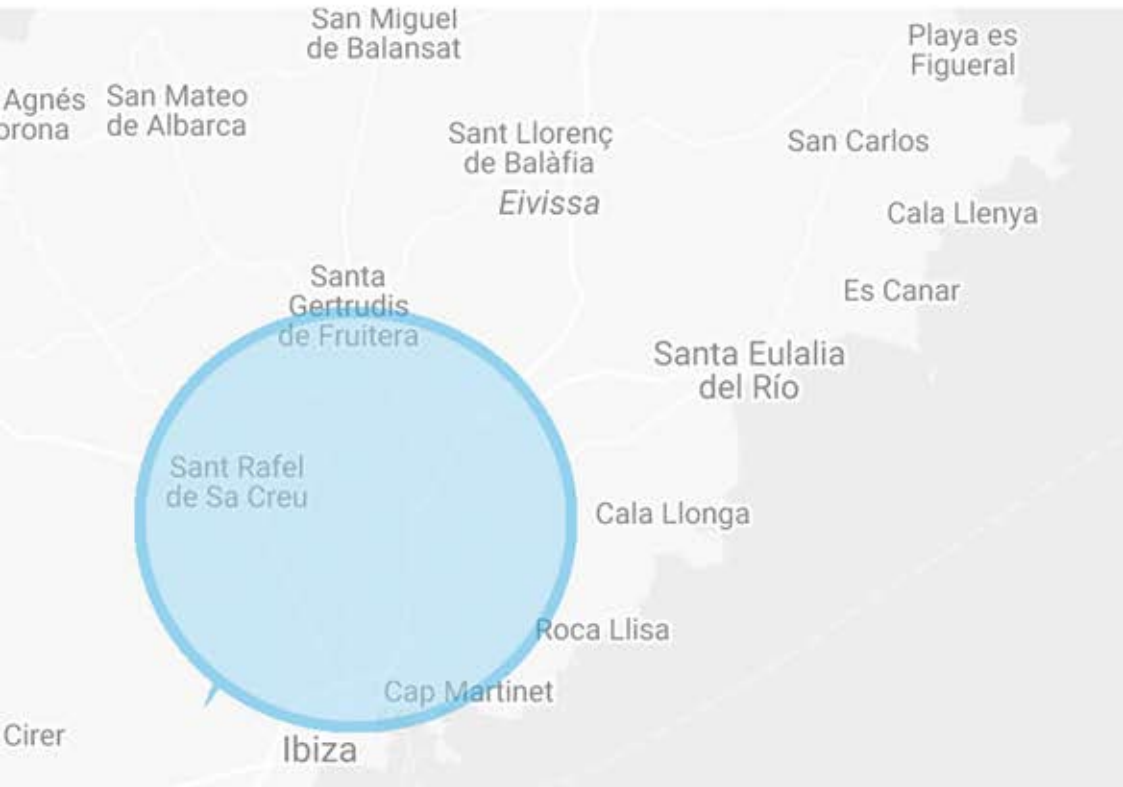 San Miguel
de Balansat
Playa es
Figueral
Agnés
orona
San Mateo
de Albarca
Sant Llorenç
de Balàfia
San Carlos
Eivissa
Cala Llenya
Santa
Gertrudis
de Fruitera
Es Canar
Santa Eulalia
del Río
Sant Rafel
de Sa Creu
Cala Llonga
Roca Llisa
Cap Martinet
Cirer
Ibiza